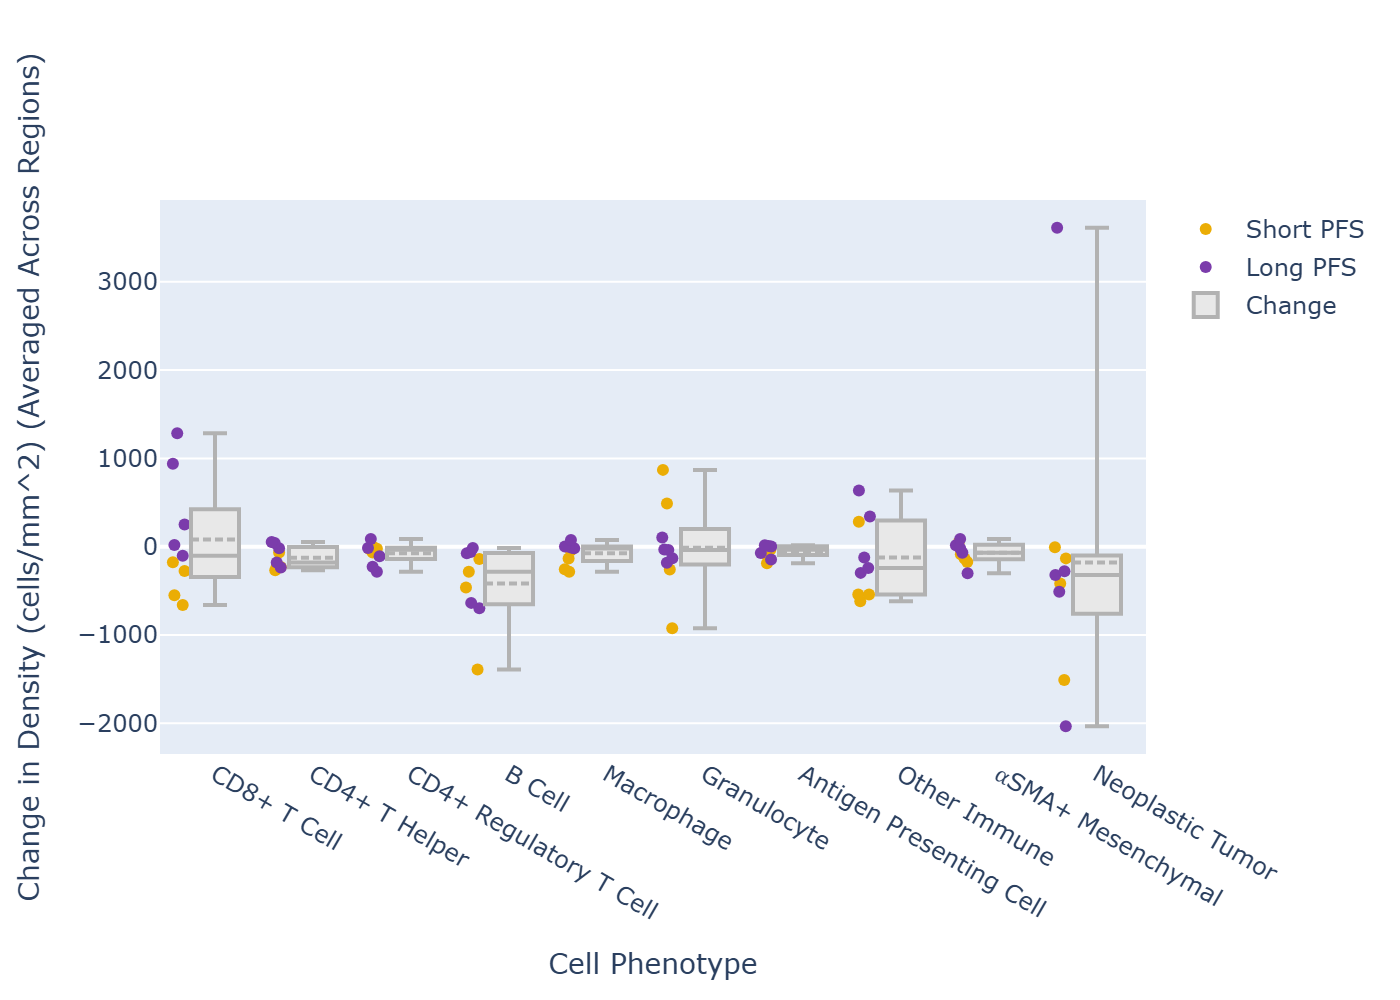 Change in Density (cells/mm^2) (Averaged Across Regions)
3000
2000
1000
0
−1000
−2000
CD8+ T Cell
CD4+ T Helper
CD4+ Regulatory T Cell
B Cell
Macrophage
Granulocyte
Antigen Presenting Cell
Other Immune
αSMA+ Mesenchymal
Neoplastic Tumor
Cell Phenotype
Short PFS
Long PFS
Change